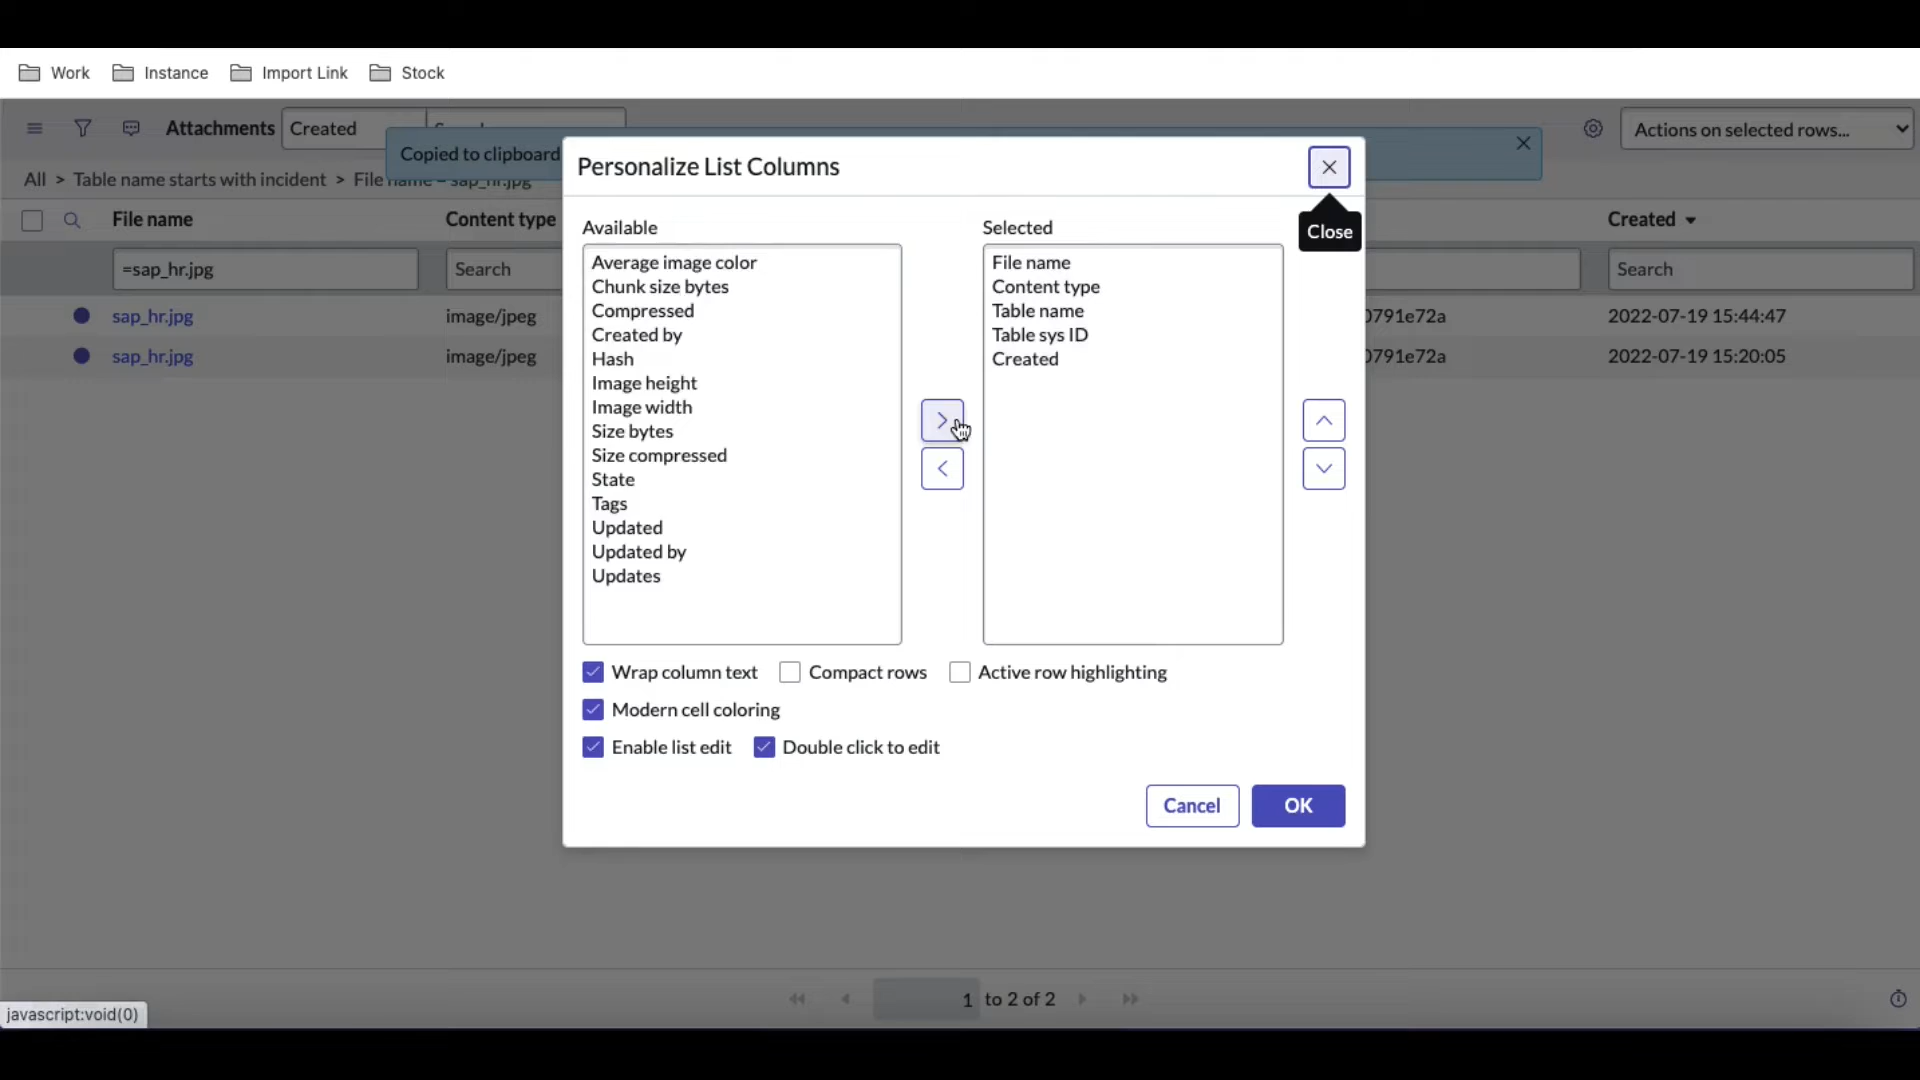 Work Instance Import Link Stock
Attachments Created
Actions on selected rows...
Copied to clipboard
All > Table name starts with incident > File name = sap_hr.jpg
File name Content type Created
=sap_hr.jpg Search Search
sap_hr.jpg image/jpeg 0791e72a 2022-07-19 15:44:47
sap_hr.jpg image/jpeg 0791e72a 2022-07-19 15:20:05
Personalize List Columns
Close
Available
Average image color
Chunk size bytes
Compressed
Created by
Hash
Image height
Image width
Size bytes
Size compressed
State
Tags
Updated
Updated by
Updates
Selected
File name
Content type
Table name
Table sys ID
Created
Wrap column text Compact rows Active row highlighting
Modern cell coloring
Enable list edit Double click to edit
Cancel OK
1 to 2 of 2
javascript:void(0)